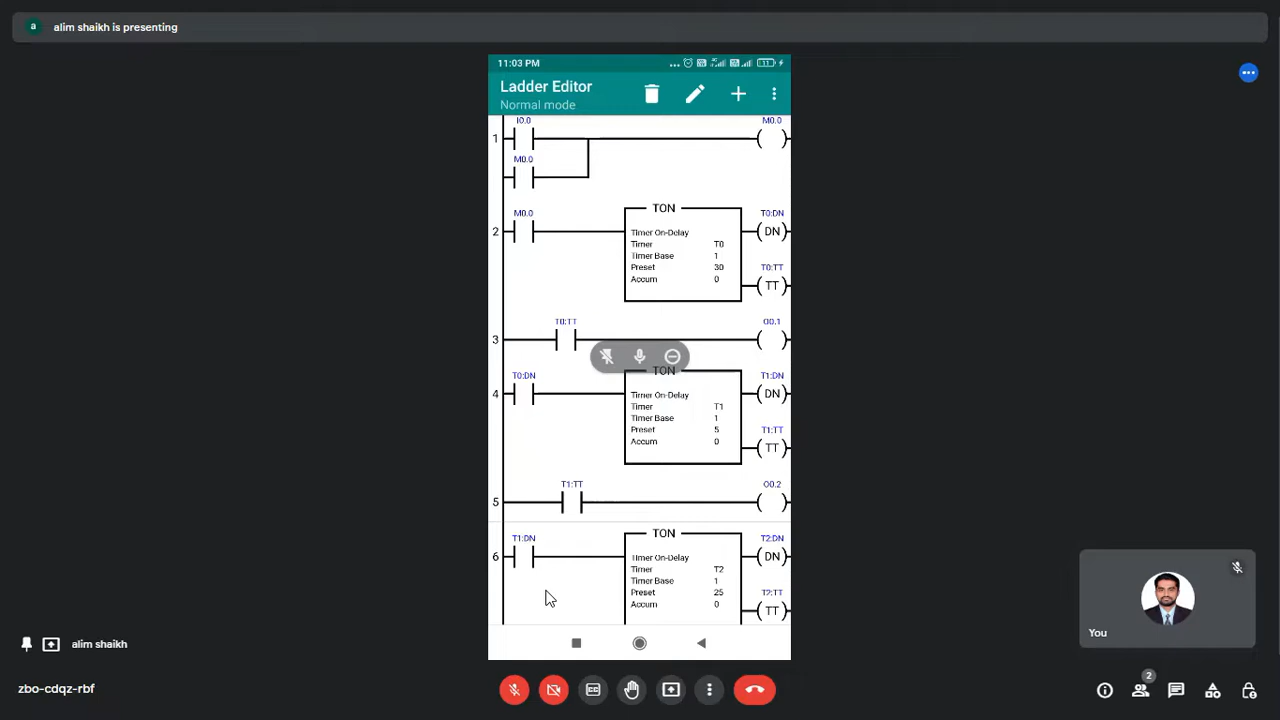 a alim shaikh is presenting
11:03 PM
11
Ladder Editor
Normal mode
I0.0 M0.0
1
M0.0
M0.0 TON T0:DN
2 Timer On-Delay DN
Timer T0
Timer Base 1 T0:TT
Preset 30
Accum 0 TT
T0:TT O0.1
3
T0:DN TON T1:DN
4 Timer On-Delay DN
Timer T1
Timer Base 1 T1:TT
Preset 5
Accum 0 TT
T1:TT O0.2
5
T1:DN TON T2:DN
6 Timer On-Delay DN
Timer T2
Timer Base 1 T2:TT
Preset 25
Accum 0 TT
You
alim shaikh
zbo-cdqz-rbf
CC
2